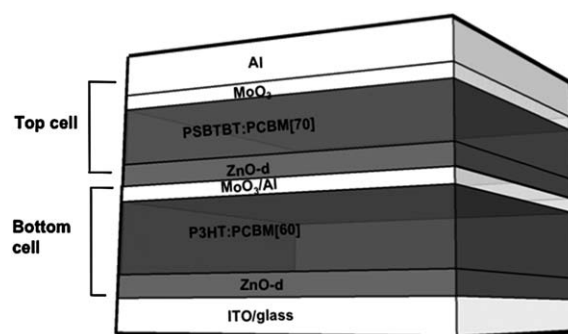 Al
MoO₃
Top cell
PSBTBT:PCBM[70]
ZnO-d
MoO₃/Al
Bottom
cell
P3HT:PCBM[60]
ZnO-d
ITO/glass